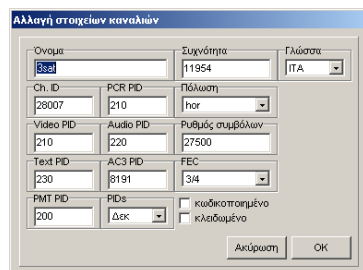 Αλλαγή στοιχείων καναλιών
Όνομα Συχνότητα Γλώσσα
3sat 11954 ITA
Ch. ID PCR PID Πόλωση
28007 210 hor
Video PID Audio PID Ρυθμός συμβόλων
210 220 27500
Text PID AC3 PID FEC
230 8191 3/4
PMT PID PIDs κωδικοποιημένο
200 Δεκ κλειδωμένο
Ακύρωση OK